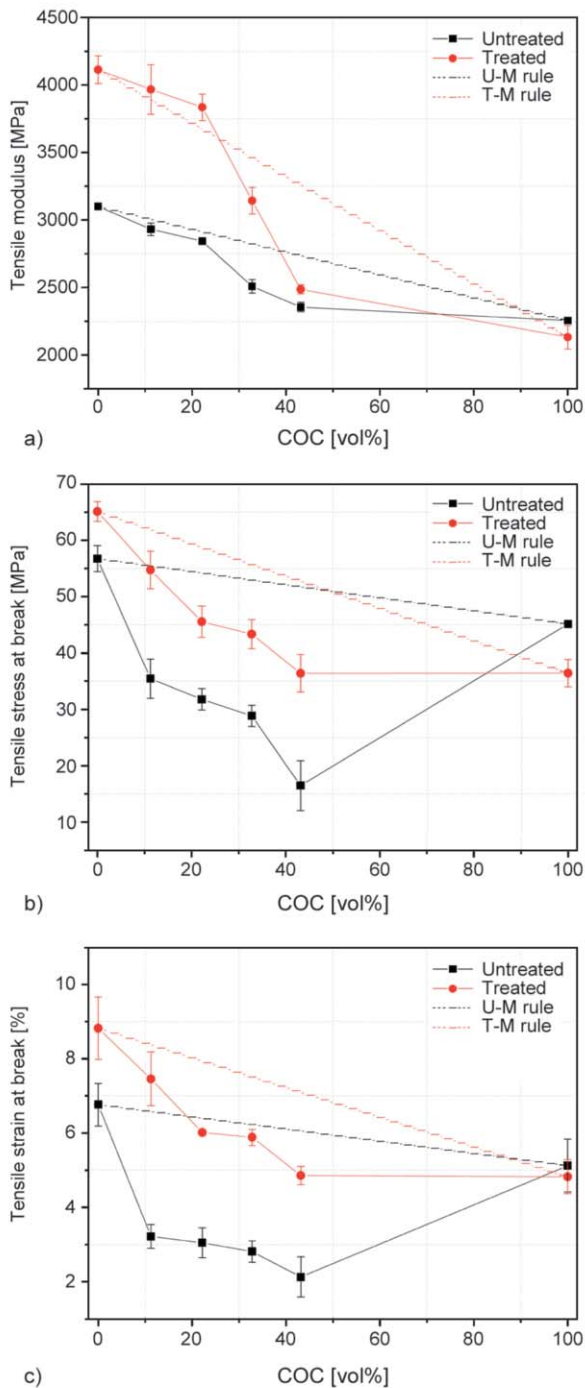 4500
4000
3500
3000
2500
2000
Tensile modulus [MPa]
Untreated
Treated
U-M rule
T-M rule
0 20 40 60 80 100
a) COC [vol%]
70
60
50
40
30
20
10
Tensile stress at break [MPa]
Untreated
Treated
U-M rule
T-M rule
0 20 40 60 80 100
b) COC [vol%]
10
8
6
4
2
Tensile strain at break [%]
Untreated
Treated
U-M rule
T-M rule
0 20 40 60 80 100
c) COC [vol%]